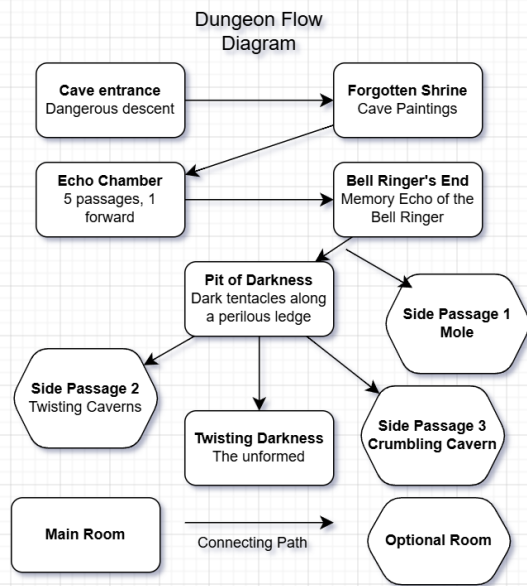 Dungeon Flow
Diagram
Cave entrance
Dangerous descent
Forgotten Shrine
Cave Paintings
Echo Chamber
5 passages, 1
forward
Bell Ringer's End
Memory Echo of the
Bell Ringer
Pit of Darkness
Dark tentacles along
a perilous ledge
Side Passage 1
Mole
Side Passage 2
Twisting Caverns
Twisting Darkness
The unformed
Side Passage 3
Crumbling Cavern
Main Room
Connecting Path
Optional Room